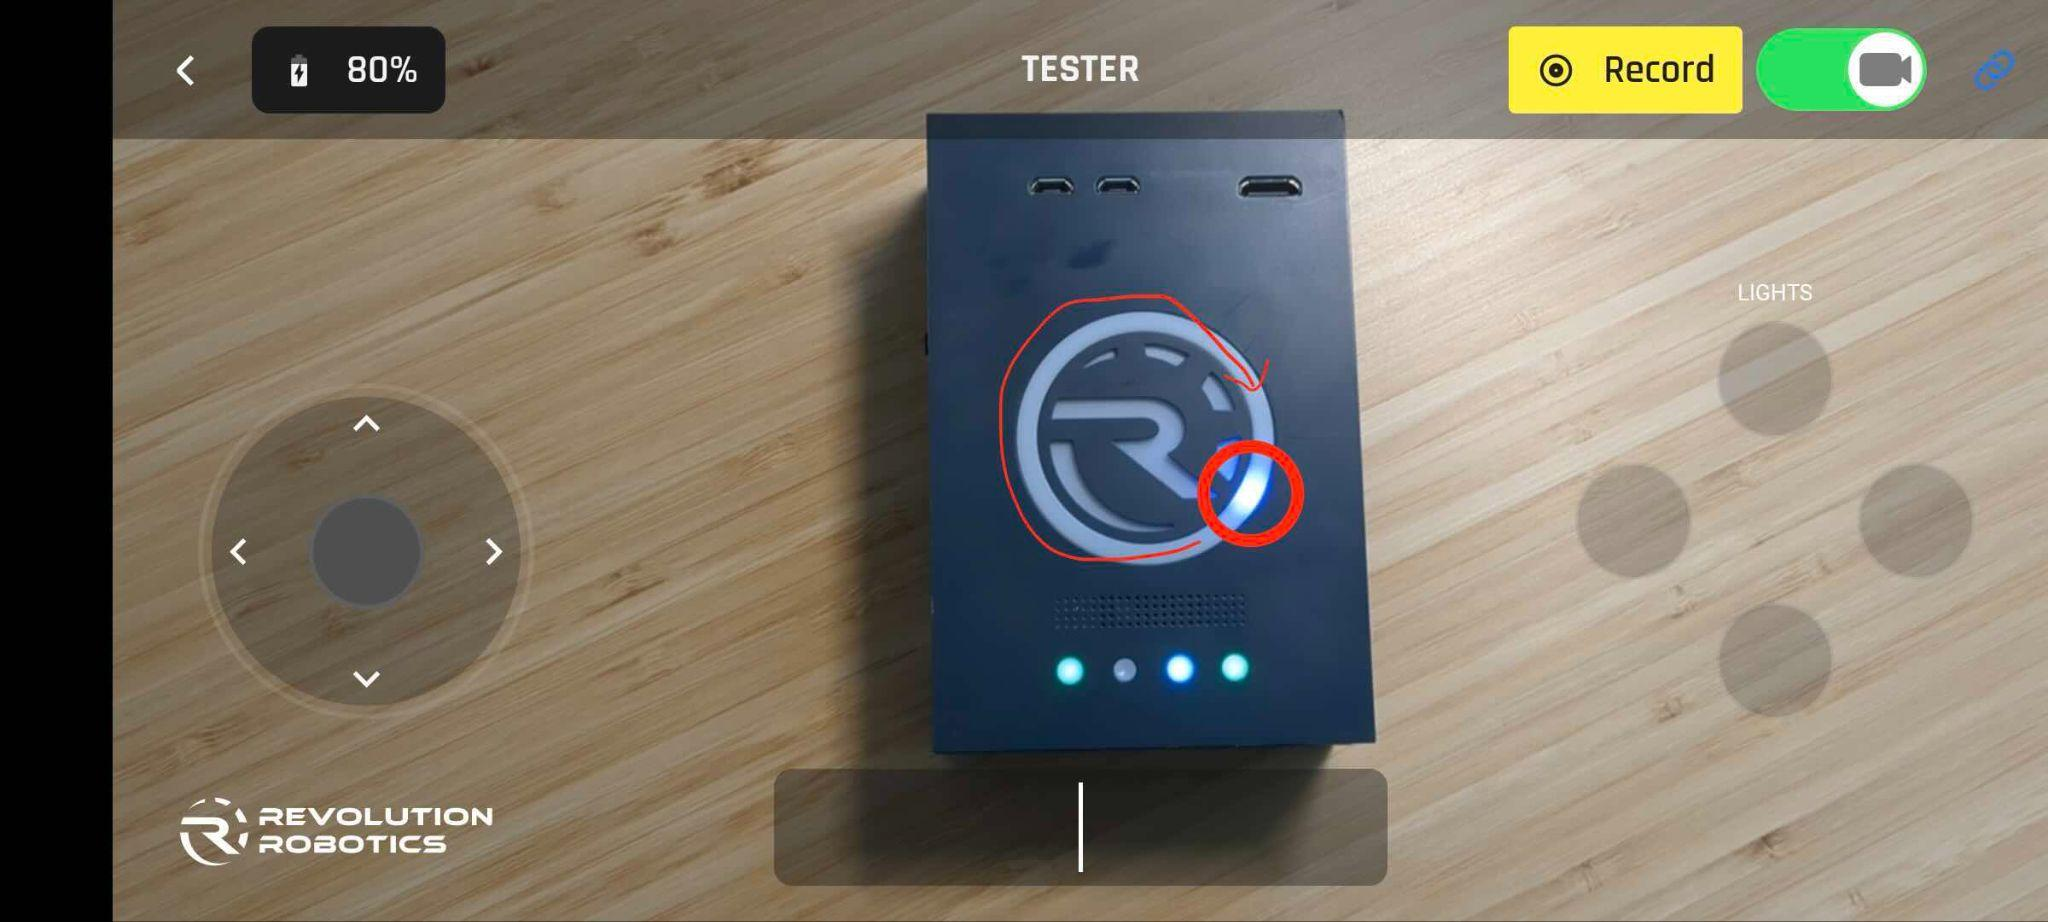 80%
TESTER
Record
LIGHTS
R
REVOLUTION
ROBOTICS